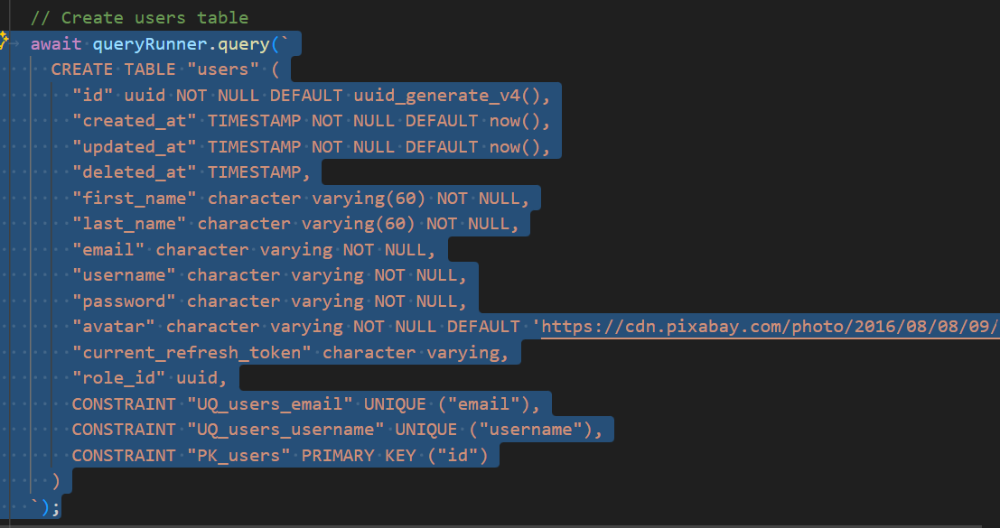 // Create users table
await queryRunner.query(`
CREATE TABLE "users" (
"id" uuid NOT NULL DEFAULT uuid_generate_v4(),
"created_at" TIMESTAMP NOT NULL DEFAULT now(),
"updated_at" TIMESTAMP NOT NULL DEFAULT now(),
"deleted_at" TIMESTAMP,
"first_name" character varying(60) NOT NULL,
"last_name" character varying(60) NOT NULL,
"email" character varying NOT NULL,
"username" character varying NOT NULL,
"password" character varying NOT NULL,
"avatar" character varying NOT NULL DEFAULT 'https://cdn.pixabay.com/photo/2016/08/08/09/
"current_refresh_token" character varying,
"role_id" uuid,
CONSTRAINT "UQ_users_email" UNIQUE ("email"),
CONSTRAINT "UQ_users_username" UNIQUE ("username"),
CONSTRAINT "PK_users" PRIMARY KEY ("id")
)
`);